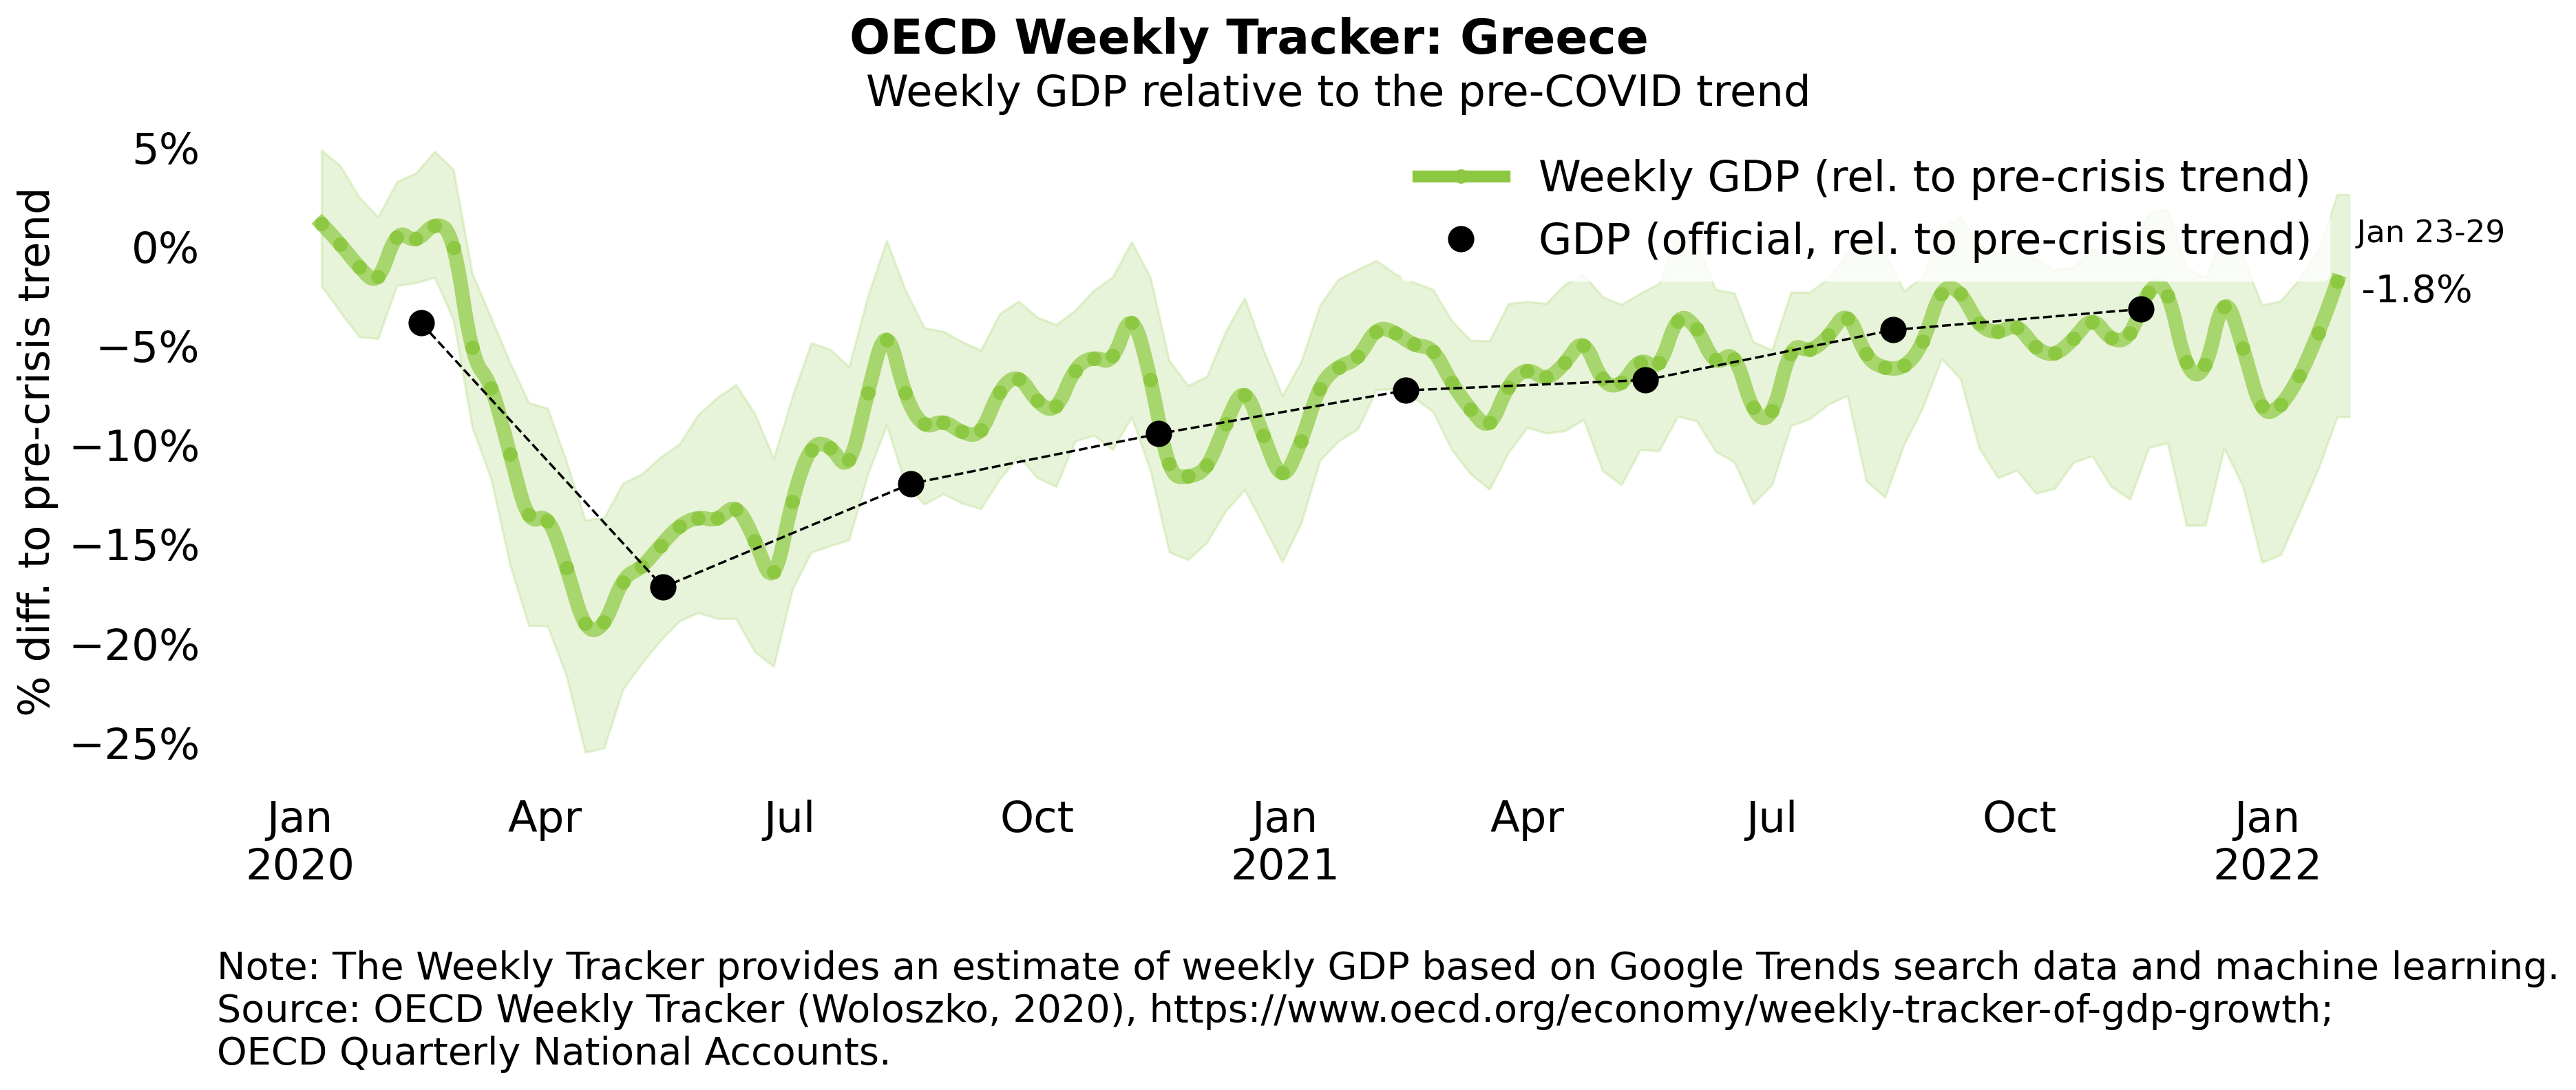 OECD Weekly Tracker: Greece
Weekly GDP relative to the pre-COVID trend
% diff. to pre-crisis trend
5%
0%
−5%
−10%
−15%
−20%
−25%
Weekly GDP (rel. to pre-crisis trend)
GDP (official, rel. to pre-crisis trend)
Jan 23-29
-1.8%
Jan Apr Jul Oct Jan Apr Jul Oct Jan
2020 2021 2022
Note: The Weekly Tracker provides an estimate of weekly GDP based on Google Trends search data and machine learning.
Source: OECD Weekly Tracker (Woloszko, 2020), https://www.oecd.org/economy/weekly-tracker-of-gdp-growth;
OECD Quarterly National Accounts.